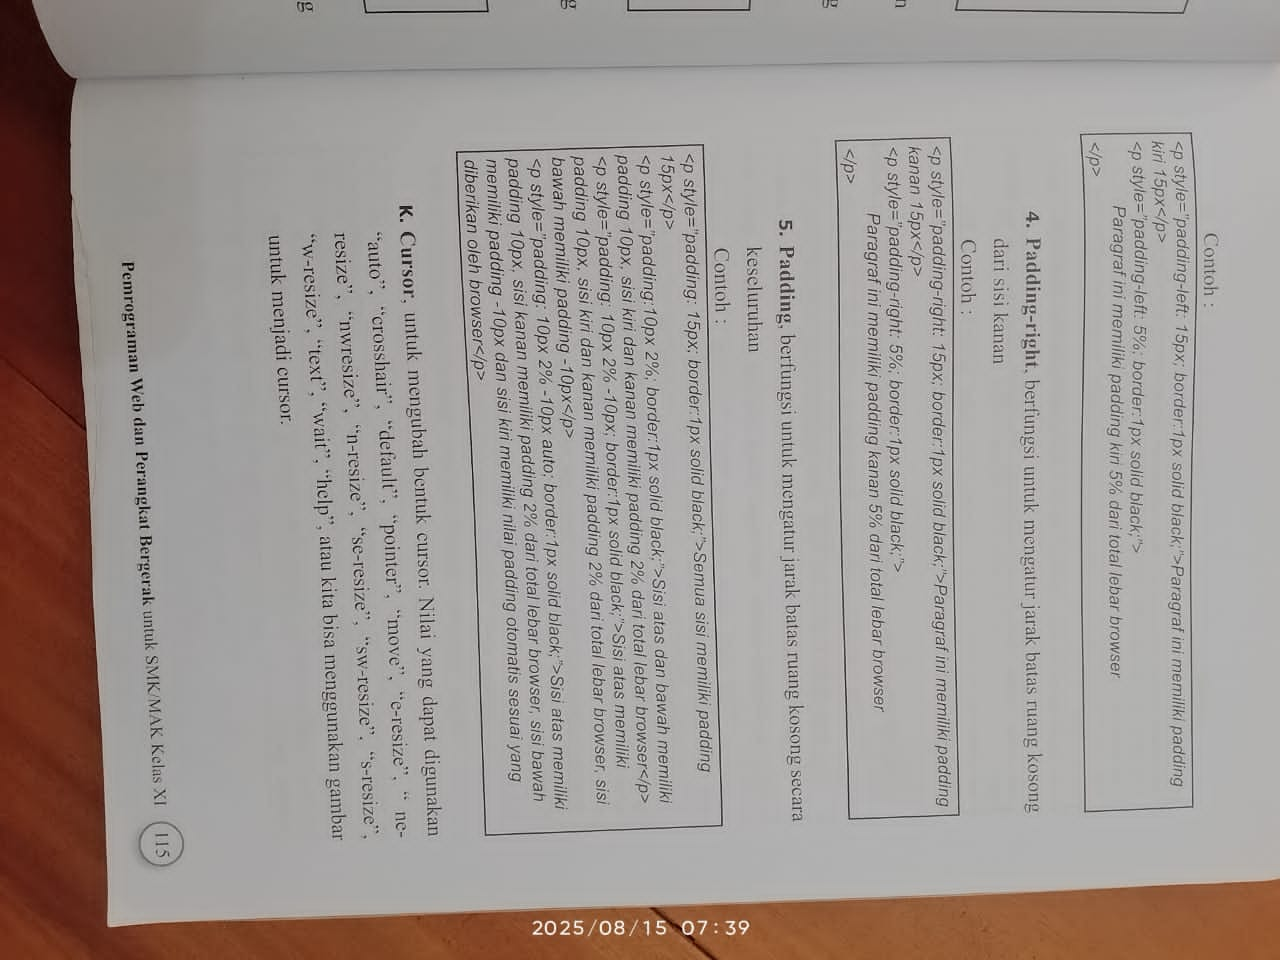 Contoh :
<p style="padding-left: 15px; border:1px solid black;">Paragraf ini memiliki padding
kiri 15px</p>
<p style="padding-left: 5%; border:1px solid black;">
Paragaf ini memiliki padding kiri 5% dari total lebar browser
</p>
4. Padding-right, berfungsi untuk mengatur jarak batas ruang kosong
dari sisi kanan
Contoh :
<p style="padding-right: 15px; border:1px solid black;">Paragraf ini memiliki padding
kanan 15px</p>
<p style="padding-right: 5%; border:1px solid black;">
Paragraf ini memiliki padding kanan 5% dari total lebar browser
</p>
5. Padding, berfungsi untuk mengatur jarak batas ruang kosong secara
keseluruhan
Contoh :
<p style="padding: 15px; border:1px solid black;">Semua sisi memiliki padding
15px</p>
<p style="padding:10px 2%; border:1px solid black;">Sisi atas dan bawah memiliki
padding 10px, sisi kiri dan kanan memiliki padding 2% dari total lebar browser</p>
<p style="padding: 10px 2% -10px; border:1px solid black;">Sisi atas memiliki
padding 10px, sisi kiri dan kanan memiliki padding 2% dari total lebar browser, sisi
bawah memiliki padding -10px</p>
<p style="padding: 10px 2% -10px auto; border:1px solid black;">Sisi atas memiliki
padding 10px, sisi kanan memiliki padding 2% dari total lebar browser, sisi bawah
memiliki padding -10px dan sisi kiri memiliki nilai padding otomatis sesuai yang
diberikan oleh browser</p>
K. Cursor, untuk mengubah bentuk cursor. Nilai yang dapat digunakan
"auto", "crosshair", "default", "pointer", "move", "e-resize", " ne-
resize", "nwresize", "n-resize", "se-resize", "sw-resize", "s-resize",
"w-resize", "text", "wait", "help", atau kita bisa menggunakan gambar
untuk menjadi cursor.
Pemrograman Web dan Perangkat Bergerak untuk SMK/MAK Kelas XI
115
2025/08/15 07:39